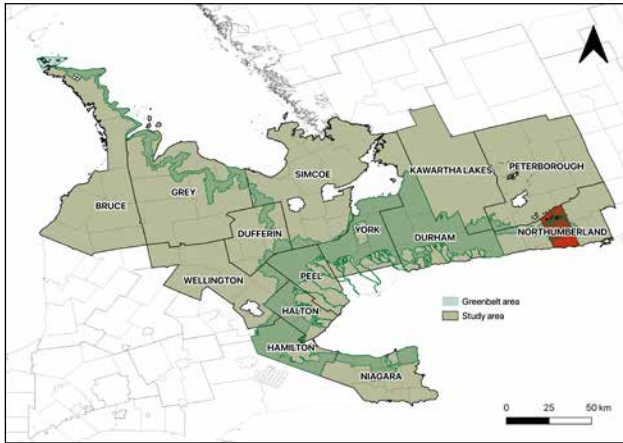 SIMCOE
KAWARTHA LAKES
PETERBOROUGH
GREY
BRUCE
DUFFERIN
YORK
DURHAM
NORTHUMBERLAND
PEEL
WELLINGTON
HALTON
HAMILTON
NIAGARA
Greenbelt area
Study area
0 25 50 km